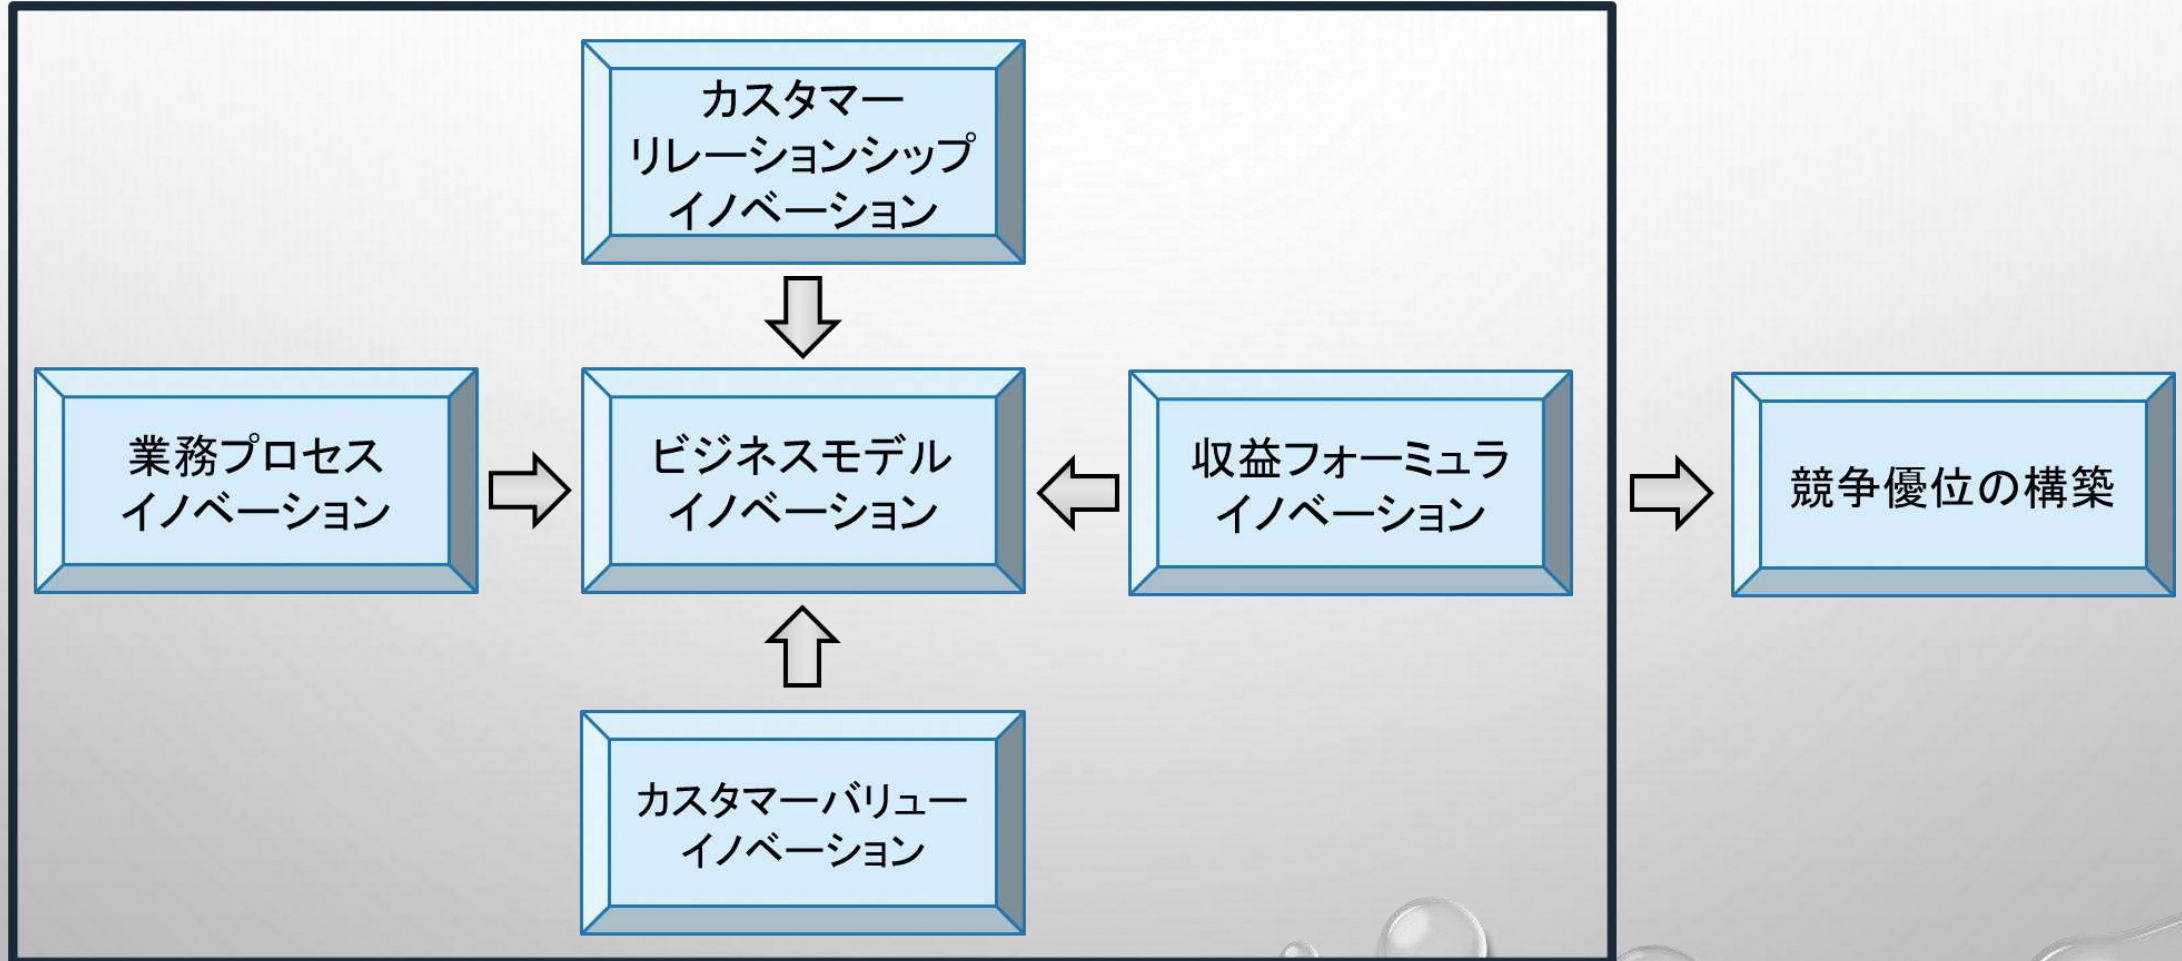 カスタマー
リレーションシップ
イノベーション
業務プロセス
イノベーション
ビジネスモデル
イノベーション
収益フォーミュラ
イノベーション
競争優位の構築
カスタマーバリュー
イノベーション